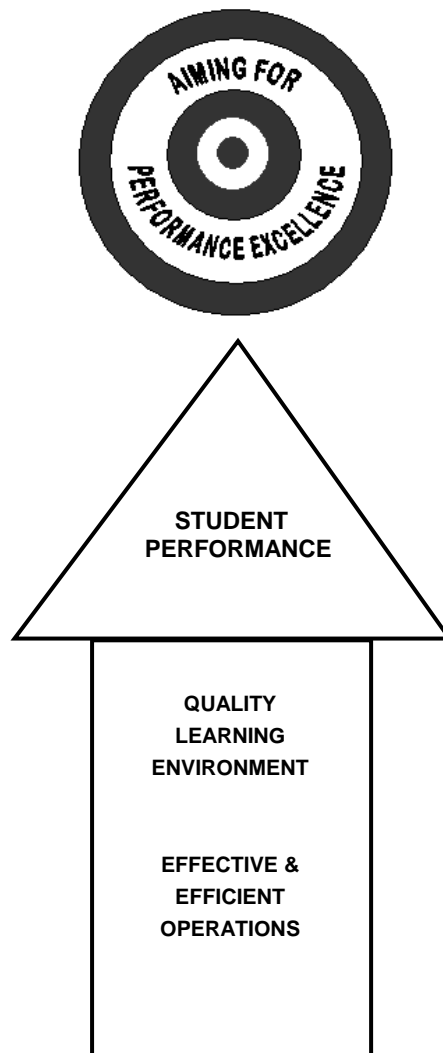 AIMING FOR
PERFORMANCE EXCELLENCE
STUDENT
PERFORMANCE
QUALITY
LEARNING
ENVIRONMENT
EFFECTIVE &
EFFICIENT
OPERATIONS